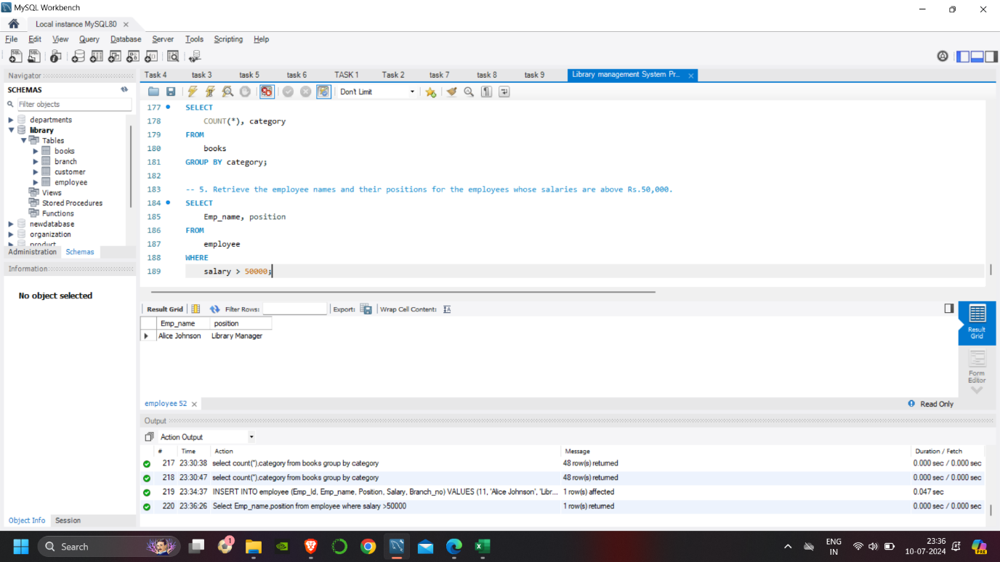 MySQL Workbench
Local instance MySQL80
File Edit View Query Database Server Tools Scripting Help
Navigator
Task 4 task 3 task 5 task 6 TASK 1 Task 2 task 7 task 8 task 9 Library management System Pr...
SCHEMAS
Don't Limit
Filter objects
departments
library
Tables
books
branch
customer
employee
Views
Stored Procedures
Functions
newdatabase
organization
product
Administration Schemas
Information
No object selected
177 SELECT
178 COUNT(*), category
179 FROM
180 books
181 GROUP BY category;
182
183 -- 5. Retrieve the employee names and their positions for the employees whose salaries are above Rs.50,000.
184 SELECT
185 Emp_name, position
186 FROM
187 employee
188 WHERE
189 salary > 50000;
Result Grid Filter Rows: Export: Wrap Cell Content:
Emp_name position
Alice Johnson Library Manager
Result Grid
Form Editor
employee 52 Read Only
Output
Action Output
# Time Action Message Duration / Fetch
217 23:30:38 select count(*),category from books group by category 48 row(s) returned 0.000 sec / 0.000 sec
218 23:30:47 select count(*),category from books group by category 48 row(s) returned 0.000 sec / 0.000 sec
219 23:34:37 INSERT INTO employee (Emp_Id, Emp_name, Position, Salary, Branch_no) VALUES (11, 'Alice Johnson', 'Libr... 1 row(s) affected 0.047 sec
220 23:36:26 Select Emp_name,position from employee where salary >50000 1 row(s) returned 0.000 sec / 0.000 sec
Object Info Session
Search
1
ENG
IN
23:36
10-07-2024
PRE